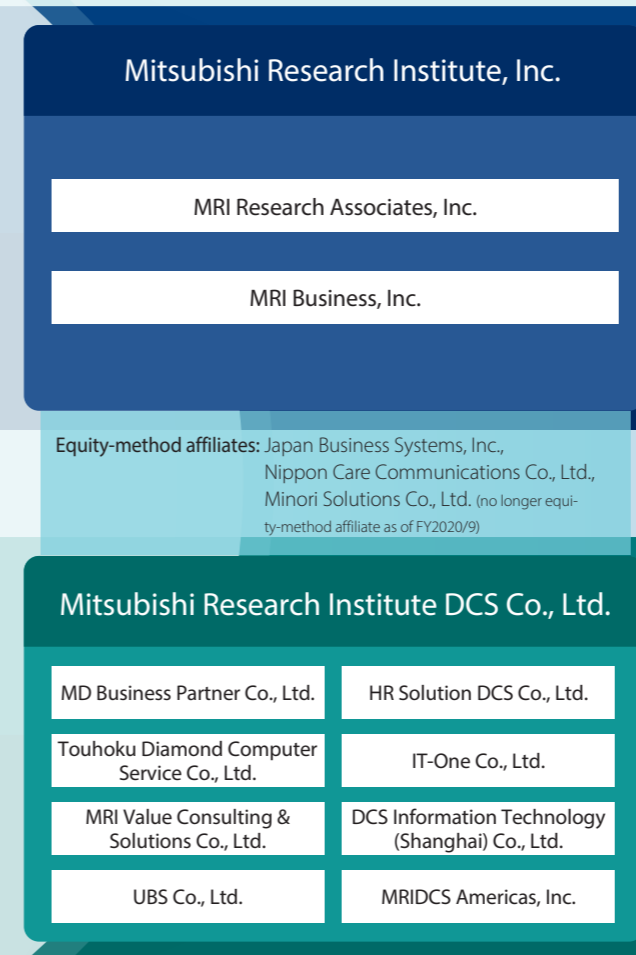 Mitsubishi Research Institute, Inc.
MRI Research Associates, Inc.
MRI Business, Inc.
Equity-method affiliates: Japan Business Systems, Inc.,
Nippon Care Communications Co., Ltd.,
Minori Solutions Co., Ltd. (no longer equi-
ty-method affiliate as of FY2020/9)
Mitsubishi Research Institute DCS Co., Ltd.
MD Business Partner Co., Ltd.
HR Solution DCS Co., Ltd.
Touhoku Diamond Computer
Service Co., Ltd.
IT-One Co., Ltd.
MRI Value Consulting &
Solutions Co., Ltd.
DCS Information Technology
(Shanghai) Co., Ltd.
UBS Co., Ltd.
MRIDCS Americas, Inc.